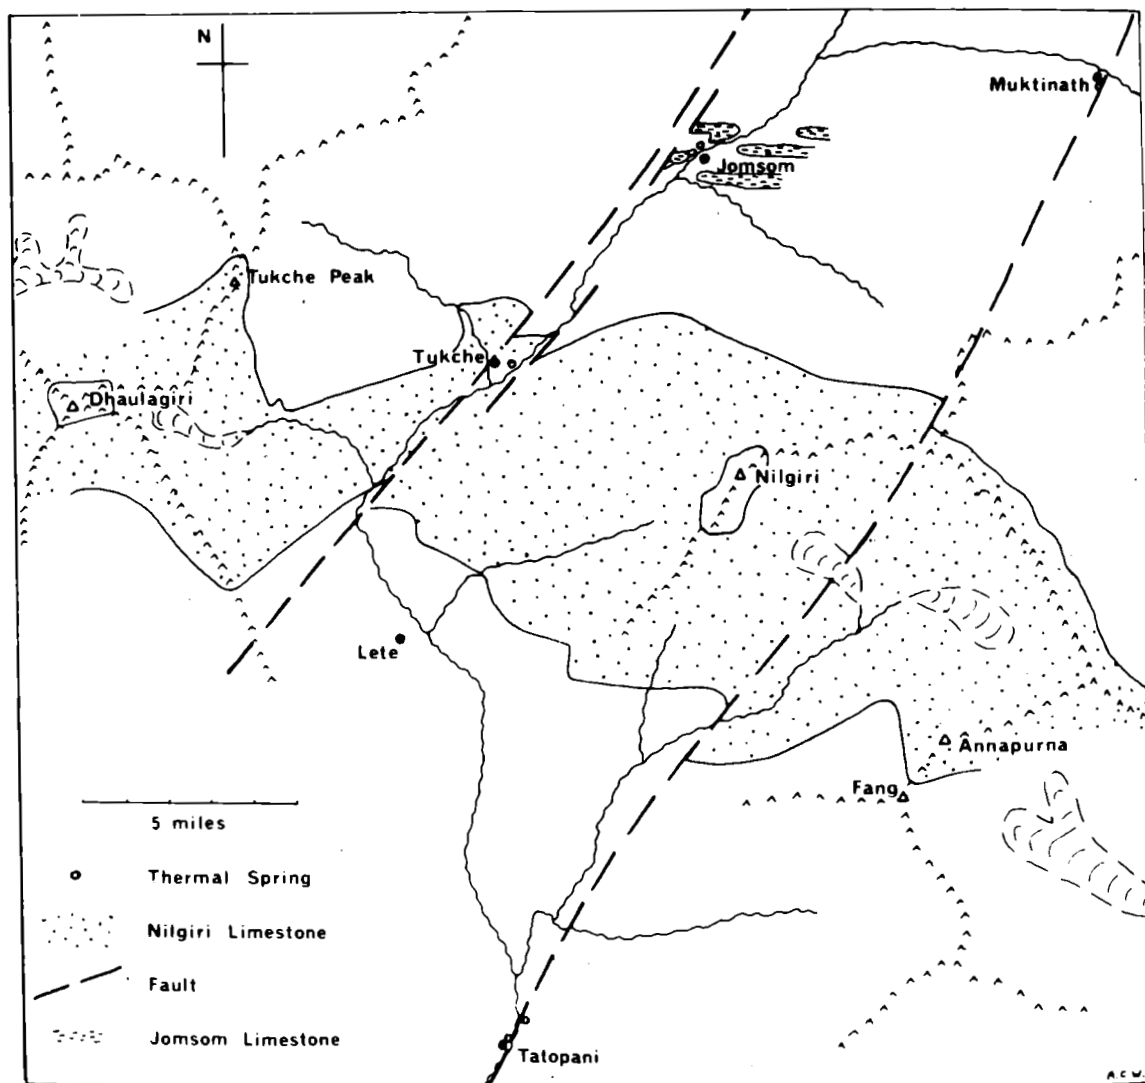 N
Muktinath
Jomsom
Tukche Peak
Tykche
Dhaulagiri
Nilgiri
Lete
Annapurna
Fang
5 miles
Thermal Spring
Nilgiri Limestone
Fault
Jomsom Limestone
Tatopani
A.C.W.